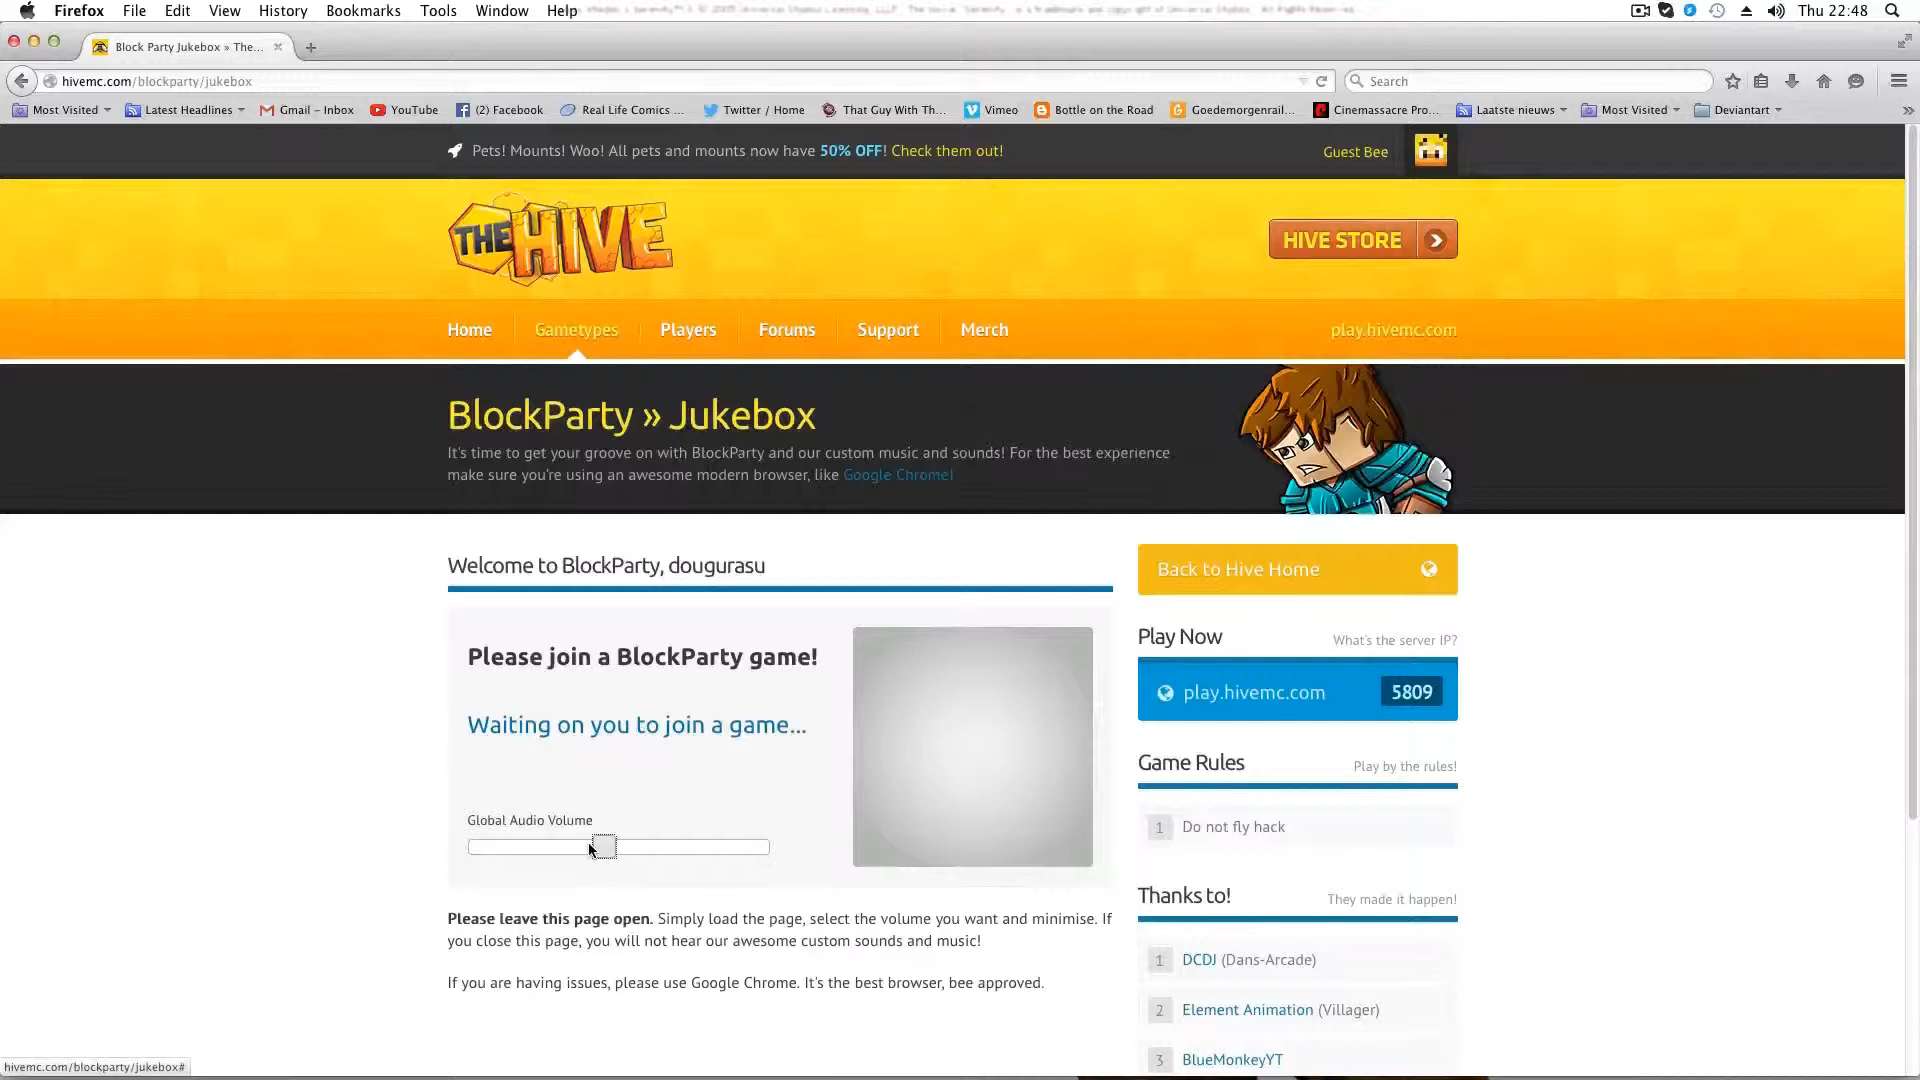 Firefox File Edit View History Bookmarks Tools Window Help Thu 22:48
Block Party Jukebox » The...
hivemc.com/blockparty/jukebox Search
Most Visited Latest Headlines Gmail – Inbox YouTube (2) Facebook Real Life Comics ... Twitter / Home That Guy With Th... Vimeo Bottle on the Road Goedemorgenrail... Cinemassacre Pro... Laatste nieuws Most Visited Deviantart
Pets! Mounts! Woo! All pets and mounts now have 50% OFF! Check them out! Guest Bee
THE HIVE
HIVE STORE
Home Gametypes Players Forums Support Merch play.hivemc.com
BlockParty » Jukebox
It's time to get your groove on with BlockParty and our custom music and sounds! For the best experience
make sure you're using an awesome modern browser, like Google Chrome!
Welcome to BlockParty, dougurasu
Please join a BlockParty game!
Waiting on you to join a game...
Global Audio Volume
Please leave this page open. Simply load the page, select the volume you want and minimise. If
you close this page, you will not hear our awesome custom sounds and music!
If you are having issues, please use Google Chrome. It's the best browser, bee approved.
Back to Hive Home
Play Now What's the server IP?
play.hivemc.com 5809
Game Rules Play by the rules!
1 Do not fly hack
Thanks to! They made it happen!
1 DCDJ (Dans-Arcade)
2 Element Animation (Villager)
3 BlueMonkeyYT
hivemc.com/blockparty/jukebox#